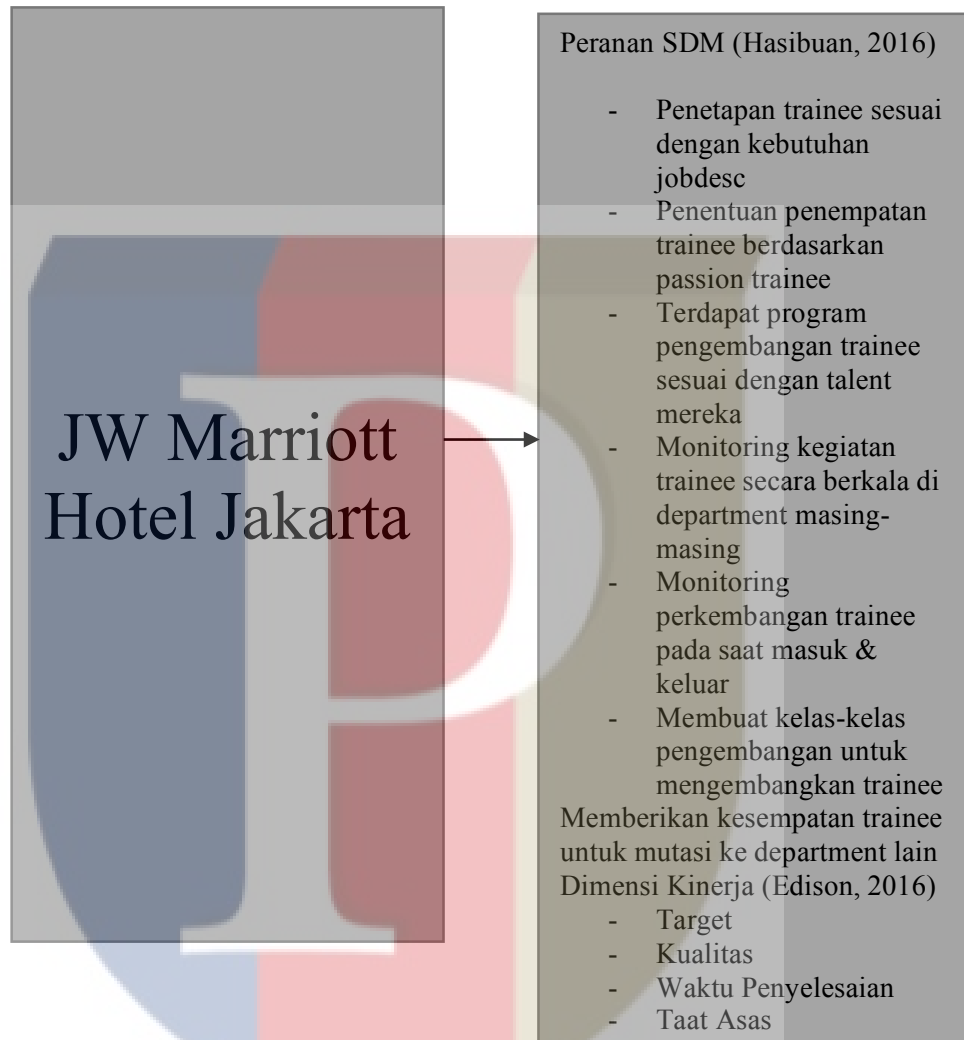 JW Marriott
Hotel Jakarta
Peranan SDM (Hasibuan, 2016)
- Penetapan trainee sesuai
dengan kebutuhan
jobdesc
- Penentuan penempatan
trainee berdasarkan
passion trainee
- Terdapat program
pengembangan trainee
sesuai dengan talent
mereka
- Monitoring kegiatan
trainee secara berkala di
department masing-
masing
- Monitoring
perkembangan trainee
pada saat masuk &
keluar
- Membuat kelas-kelas
pengembangan untuk
mengembangkan trainee
Memberikan kesempatan trainee
untuk mutasi ke department lain
Dimensi Kinerja (Edison, 2016)
- Target
- Kualitas
- Waktu Penyelesaian
- Taat Asas